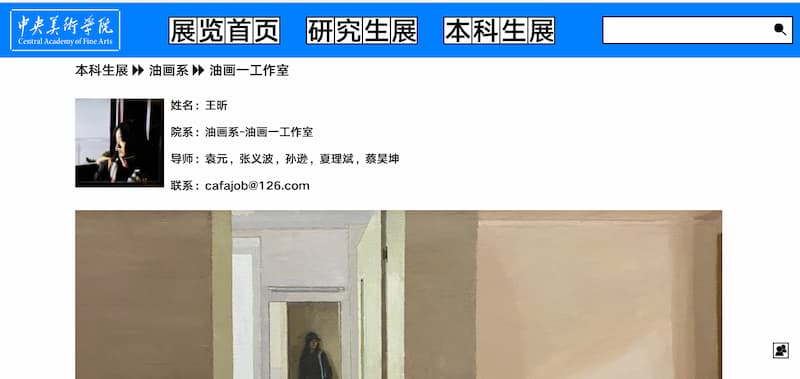 中央美術学院
Central Academy of Fine Arts
展览首页 研究生展 本科生展
本科生展 油画系 油画一工作室
姓名：王昕
院系：油画系-油画一工作室
导师：袁元，张义波，孙逊，夏理斌，蔡昊坤
联系：cafajob@126.com